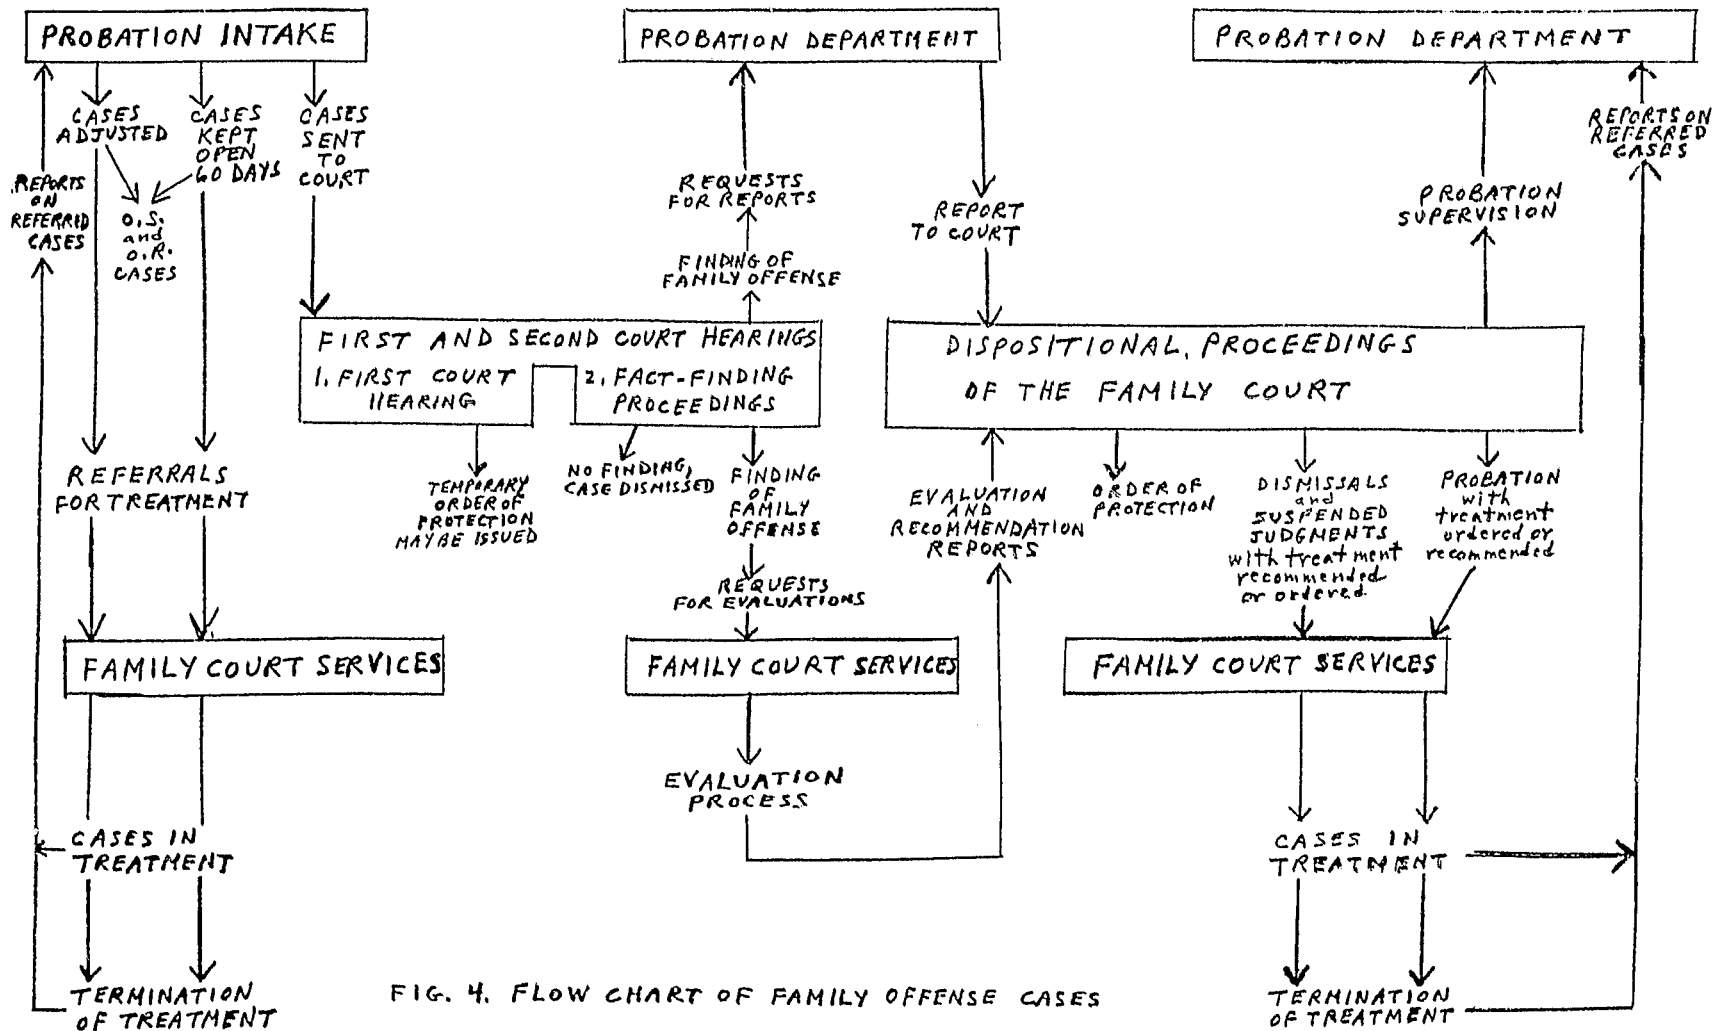 PROBATION INTAKE
CASES
ADJUSTED
CASES
KEPT
OPEN
60 DAYS
CASES
SENT
TO
COURT
REPORTS
ON
REFERRED
CASES
O.S.
and
O.R.
CASES
REFERRALS
FOR TREATMENT
FAMILY COURT SERVICES
CASES IN
TREATMENT
TERMINATION
OF TREATMENT
PROBATION DEPARTMENT
REQUESTS
FOR REPORTS
FINDING OF
FAMILY OFFENSE
REPORT
TO COURT
FIRST AND SECOND COURT HEARINGS
1. FIRST COURT
HEARING
2. FACT-FINDING
PROCEEDINGS
TEMPORARY
ORDER OF
PROTECTION
MAY BE ISSUED
NO FINDING,
CASE DISMISSED
FINDING
OF
FAMILY
OFFENSE
REQUESTS
FOR EVALUATIONS
FAMILY COURT SERVICES
EVALUATION
PROCESS
PROBATION DEPARTMENT
REPORTS ON
REFERRED
CASES
PROBATION
SUPERVISION
DISPOSITIONAL, PROCEEDINGS
OF THE FAMILY COURT
EVALUATION
AND
RECOMMENDATION
REPORTS
ORDER OF
PROTECTION
DISMISSALS
and
SUSPENDED
JUDGMENTS
with treatment
recommended
or ordered
PROBATION
with
treatment
ordered or
recommended
FAMILY COURT SERVICES
CASES IN
TREATMENT
TERMINATION
OF TREATMENT
FIG. 4. FLOW CHART OF FAMILY OFFENSE CASES